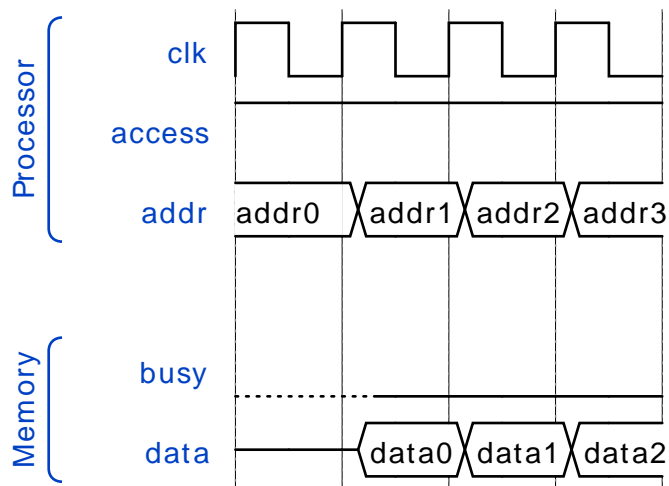 Processor
clk
access
addr addr0 addr1 addr2 addr3
Memory
busy
data data0 data1 data2